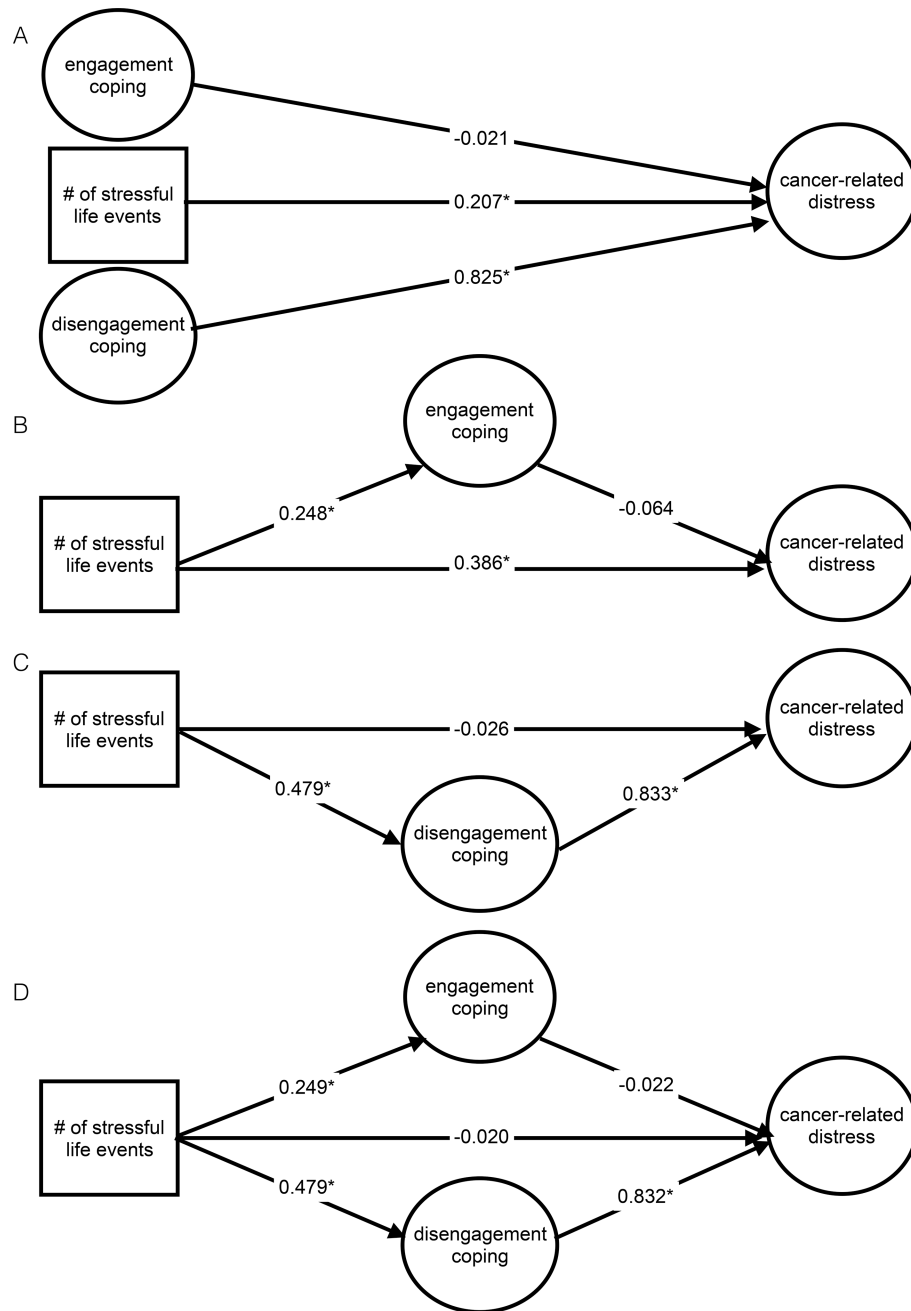 A
engagement
coping
-0.021
# of stressful
life events
0.207*
cancer-related
distress
0.825*
disengagement
coping
B
engagement
coping
0.248*
-0.064
# of stressful
life events
0.386*
cancer-related
distress
C
# of stressful
life events
-0.026
cancer-related
distress
0.479*
0.833*
disengagement
coping
D
engagement
coping
0.249*
-0.022
# of stressful
life events
-0.020
cancer-related
distress
0.479*
0.832*
disengagement
coping